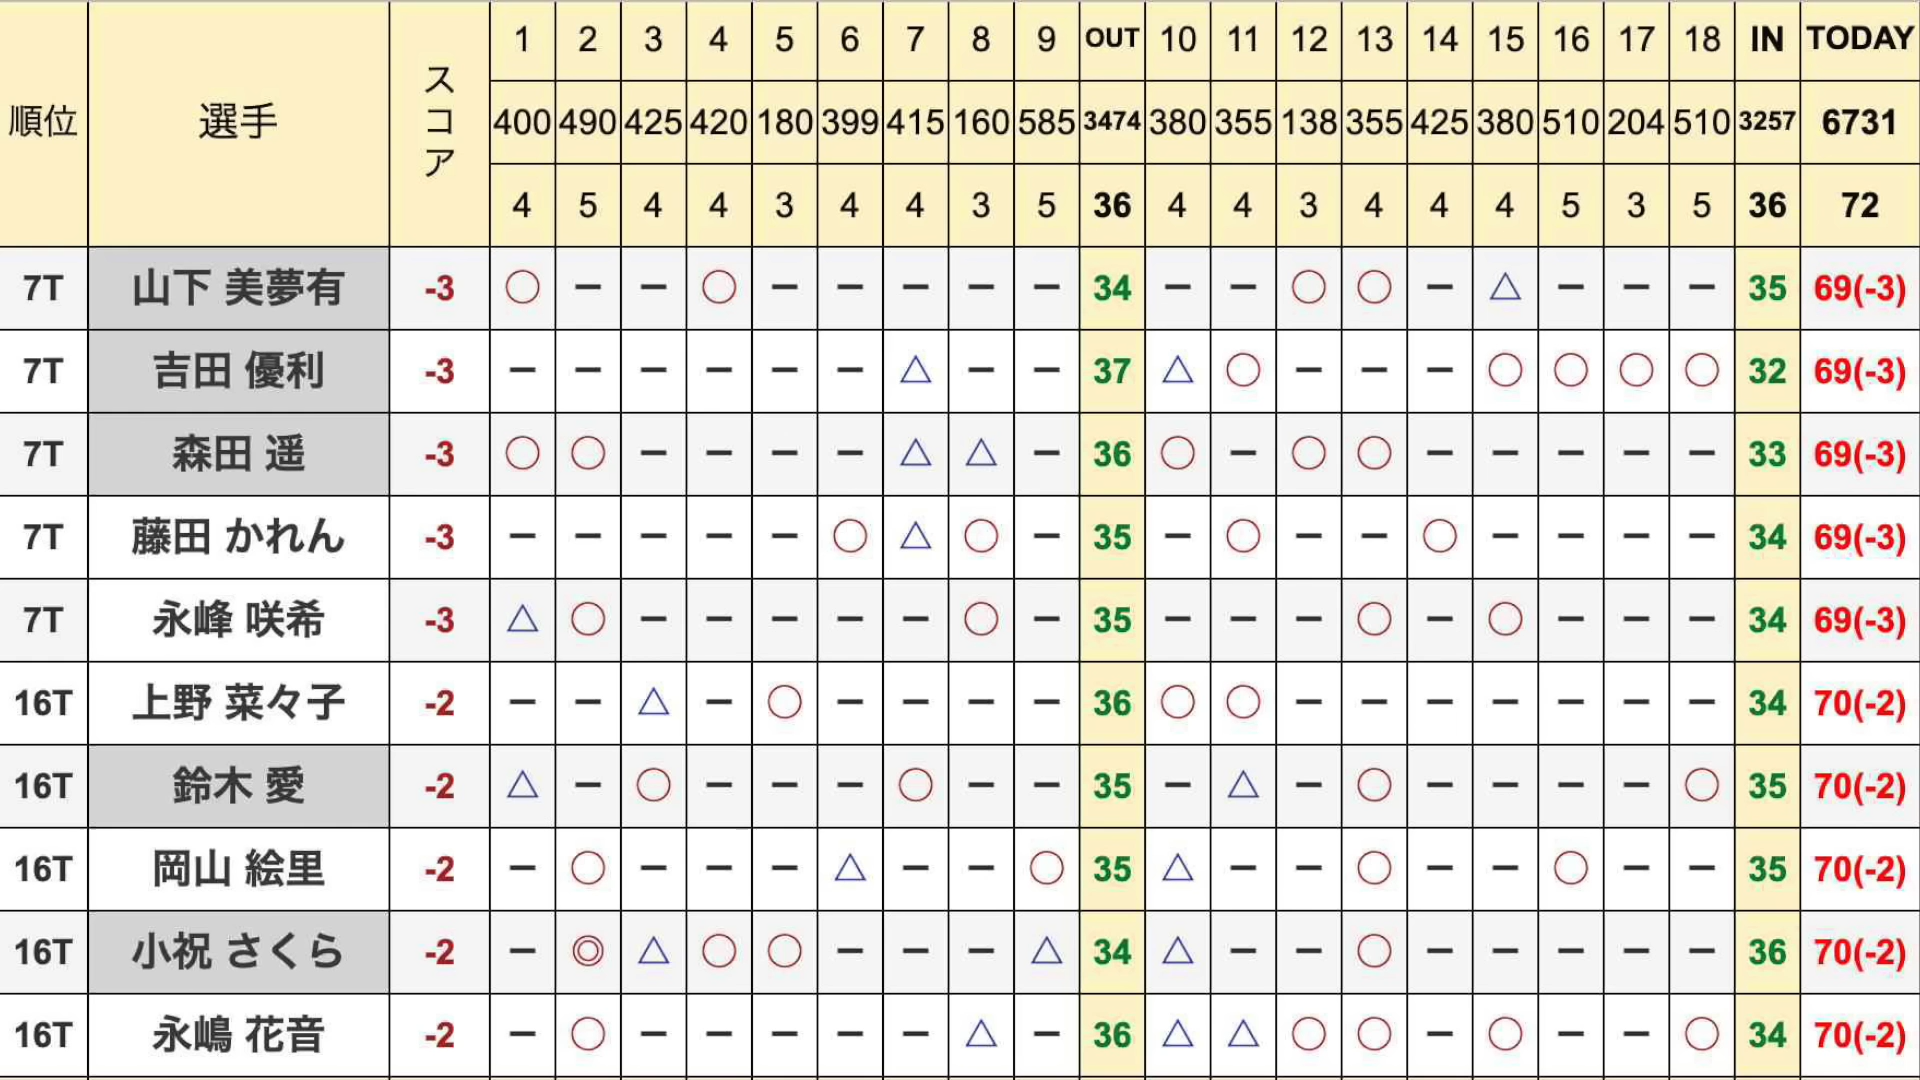 順位 選手 スコア 1 2 3 4 5 6 7 8 9 OUT 10 11 12 13 14 15 16 17 18 IN TODAY
400 490 425 420 180 399 415 160 585 3474 380 355 138 355 425 380 510 204 510 3257 6731
4 5 4 4 3 4 4 3 5 36 4 4 3 4 4 4 5 3 5 36 72
7T 山下 美夢有 -3 ○ − − ○ − − − − − 34 − − ○ ○ − △ − − − 35 69(-3)
7T 吉田 優利 -3 − − − − − − △ − − 37 △ ○ − − − ○ ○ ○ ○ 32 69(-3)
7T 森田 遥 -3 ○ ○ − − − − △ △ − 36 ○ − ○ ○ − − − − − 33 69(-3)
7T 藤田 かれん -3 − − − − − ○ △ ○ − 35 − ○ − − ○ − − − − 34 69(-3)
7T 永峰 咲希 -3 △ ○ − − − − − ○ − 35 − − − ○ − ○ − − − 34 69(-3)
16T 上野 菜々子 -2 − − △ − ○ − − − − 36 ○ ○ − − − − − − − 34 70(-2)
16T 鈴木 愛 -2 △ − ○ − − − ○ − − 35 − △ − ○ − − − − ○ 35 70(-2)
16T 岡山 絵里 -2 − ○ − − − △ − − ○ 35 △ − − ○ − − ○ − − 35 70(-2)
16T 小祝 さくら -2 − ◎ △ ○ ○ − − − △ 34 △ − − ○ − − − − − 36 70(-2)
16T 永嶋 花音 -2 − ○ − − − − − △ − 36 △ △ ○ ○ − ○ − − ○ 34 70(-2)